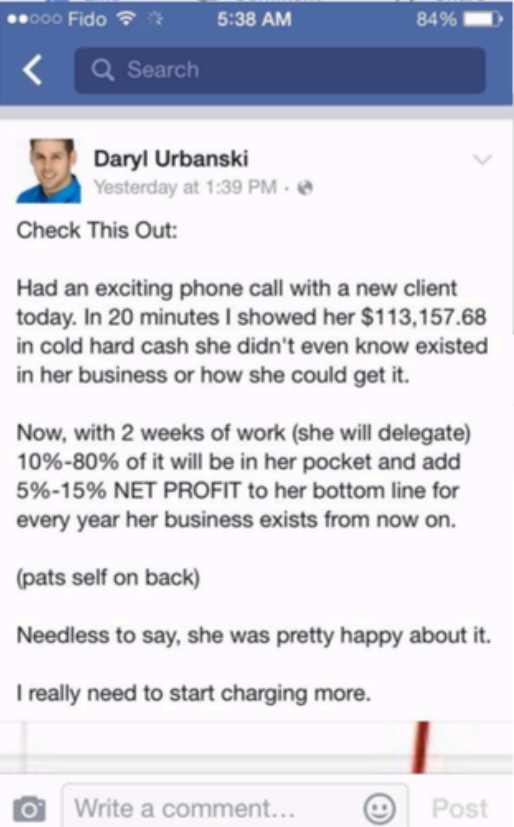 Fido 5:38 AM 84%
Search
Daryl Urbanski
Yesterday at 1:39 PM ·
Check This Out:
Had an exciting phone call with a new client
today. In 20 minutes I showed her $113,157.68
in cold hard cash she didn't even know existed
in her business or how she could get it.
Now, with 2 weeks of work (she will delegate)
10%-80% of it will be in her pocket and add
5%-15% NET PROFIT to her bottom line for
every year her business exists from now on.
(pats self on back)
Needless to say, she was pretty happy about it.
I really need to start charging more.
Write a comment... Post